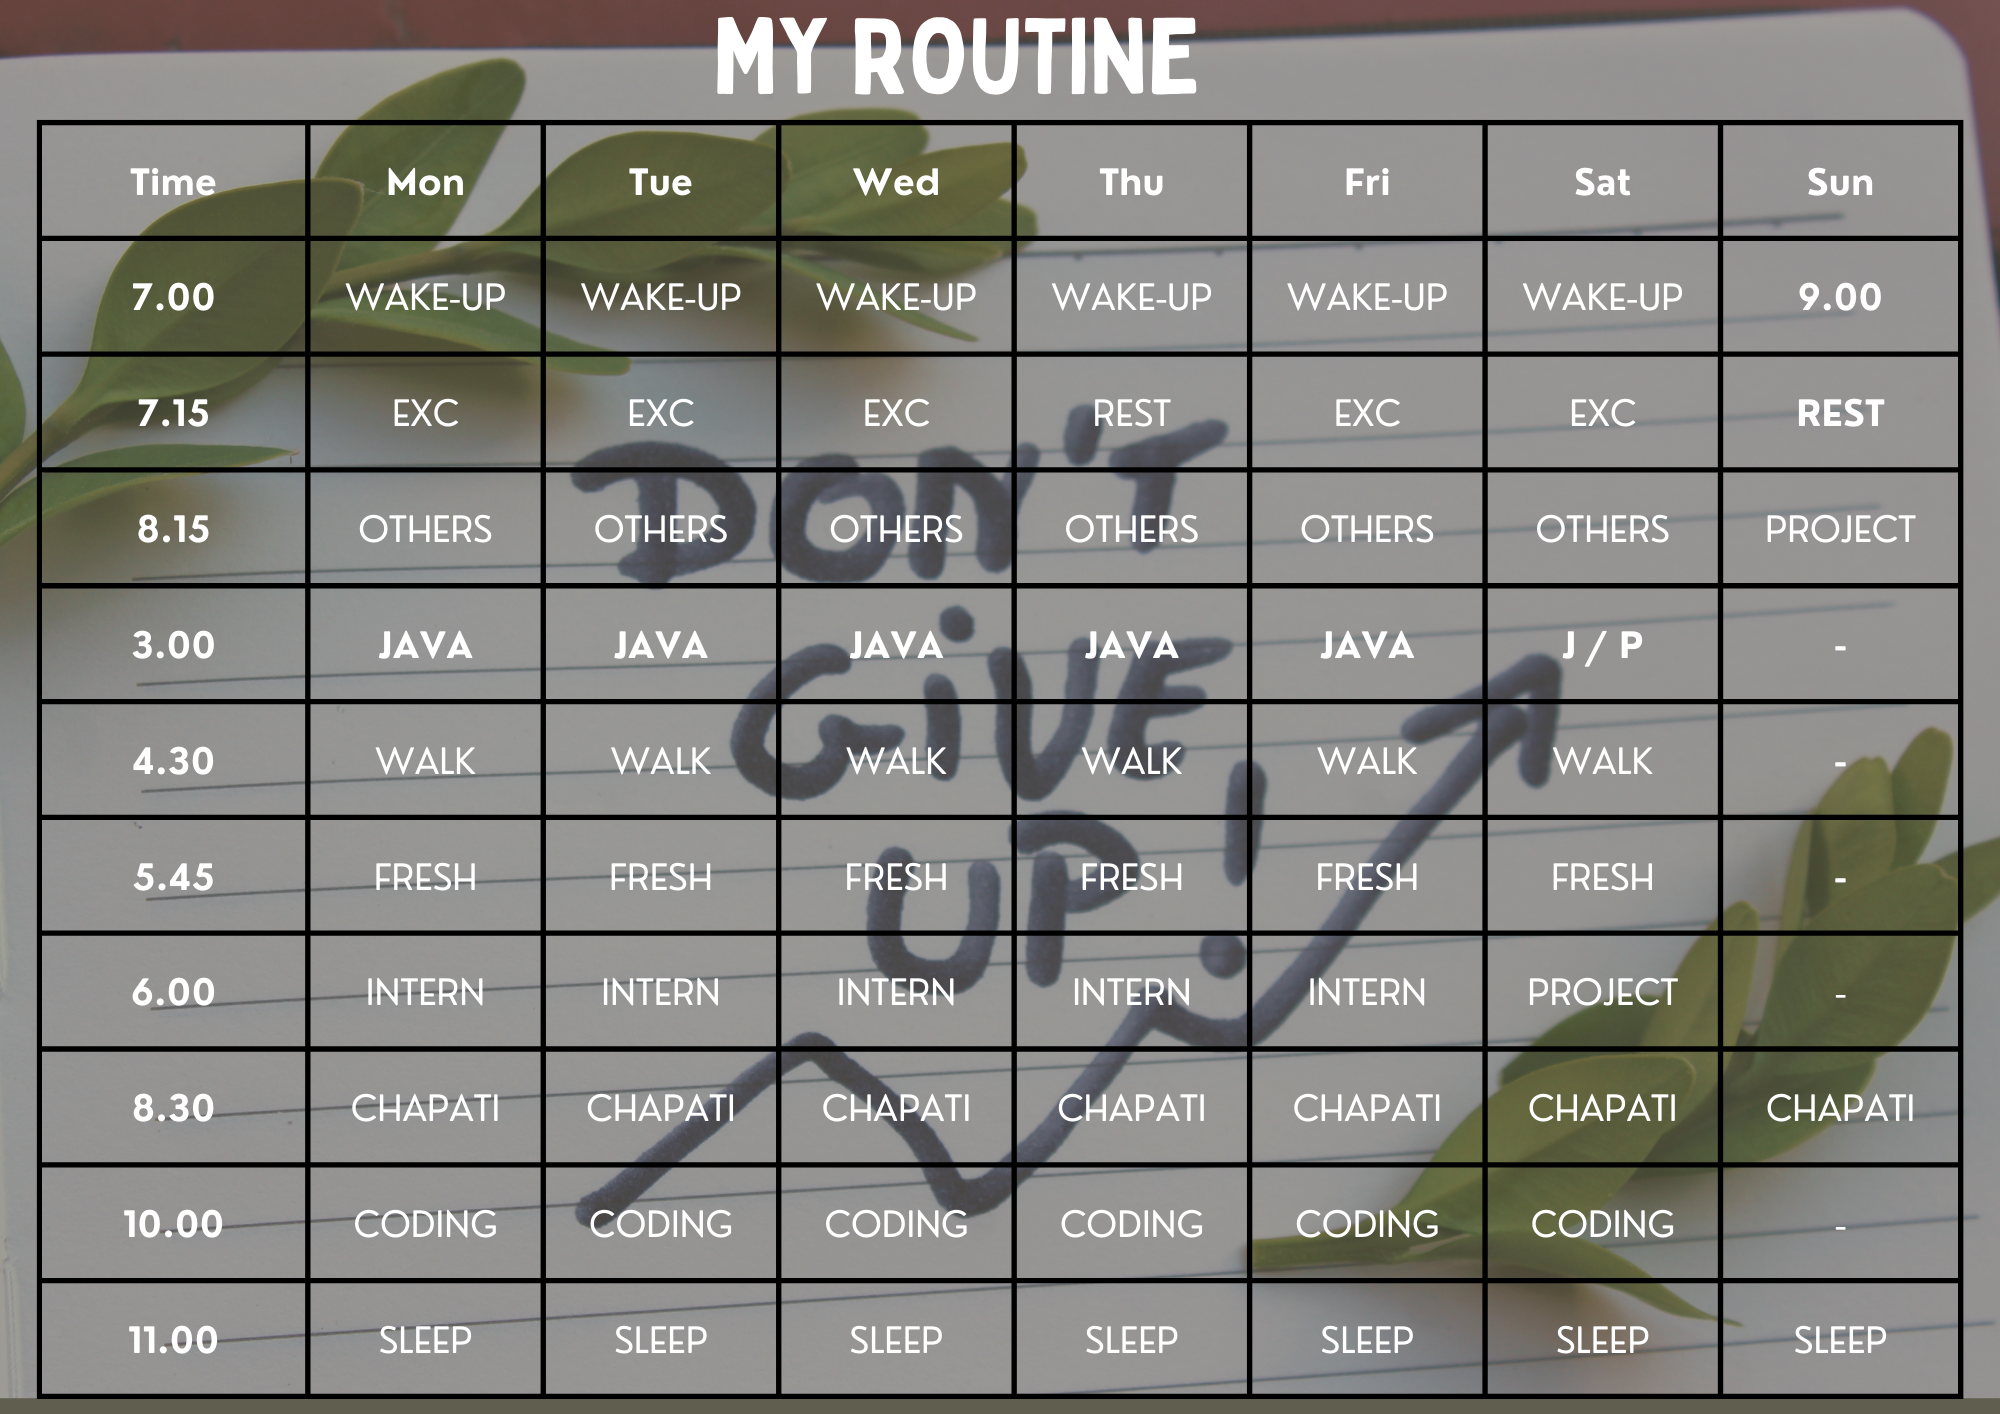 MY ROUTINE
Time Mon Tue Wed Thu Fri Sat Sun
7.00 WAKE-UP WAKE-UP WAKE-UP WAKE-UP WAKE-UP WAKE-UP 9.00
7.15 EXC EXC EXC REST EXC EXC REST
8.15 OTHERS OTHERS OTHERS OTHERS OTHERS OTHERS PROJECT
3.00 JAVA JAVA JAVA JAVA JAVA J / P -
4.30 WALK WALK WALK WALK WALK WALK -
5.45 FRESH FRESH FRESH FRESH FRESH FRESH -
6.00 INTERN INTERN INTERN INTERN INTERN PROJECT -
8.30 CHAPATI CHAPATI CHAPATI CHAPATI CHAPATI CHAPATI CHAPATI
10.00 CODING CODING CODING CODING CODING CODING -
11.00 SLEEP SLEEP SLEEP SLEEP SLEEP SLEEP SLEEP
DON'T
GiVE
UP!